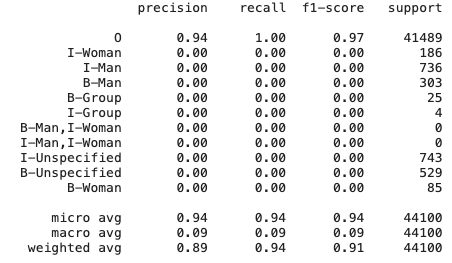 precision recall f1-score support
O 0.94 1.00 0.97 41489
I-Woman 0.00 0.00 0.00 186
I-Man 0.00 0.00 0.00 736
B-Man 0.00 0.00 0.00 303
B-Group 0.00 0.00 0.00 25
I-Group 0.00 0.00 0.00 4
B-Man,I-Woman 0.00 0.00 0.00 0
I-Man,I-Woman 0.00 0.00 0.00 0
I-Unspecified 0.00 0.00 0.00 743
B-Unspecified 0.00 0.00 0.00 529
B-Woman 0.00 0.00 0.00 85
micro avg 0.94 0.94 0.94 44100
macro avg 0.09 0.09 0.09 44100
weighted avg 0.89 0.94 0.91 44100